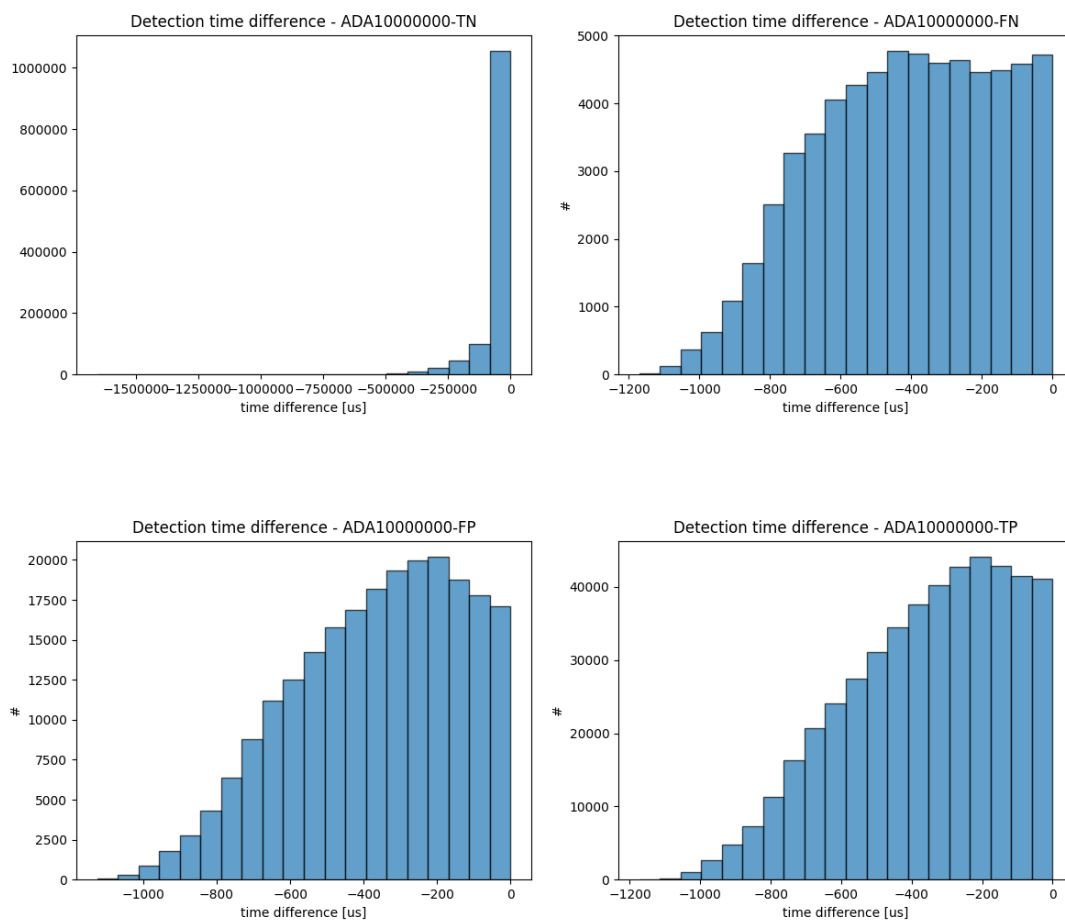 Detection time difference - ADA10000000-TN
1000000
800000
600000
400000
200000
0
−1500000 −1250000 −1000000 −750000 −500000 −250000 0
time difference [us]
Detection time difference - ADA10000000-FN
5000
4000
3000
2000
1000
0
#
−1200 −1000 −800 −600 −400 −200 0
time difference [us]
Detection time difference - ADA10000000-FP
20000
17500
15000
12500
10000
7500
5000
2500
0
#
−1000 −800 −600 −400 −200 0
time difference [us]
Detection time difference - ADA10000000-TP
40000
30000
20000
10000
0
#
−1200 −1000 −800 −600 −400 −200 0
time difference [us]